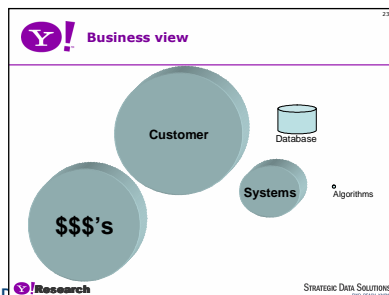 23
Y!
Business view
Customer
Database
Systems
Algorithms
$$$'s
Y! Research
STRATEGIC DATA SOLUTIONS